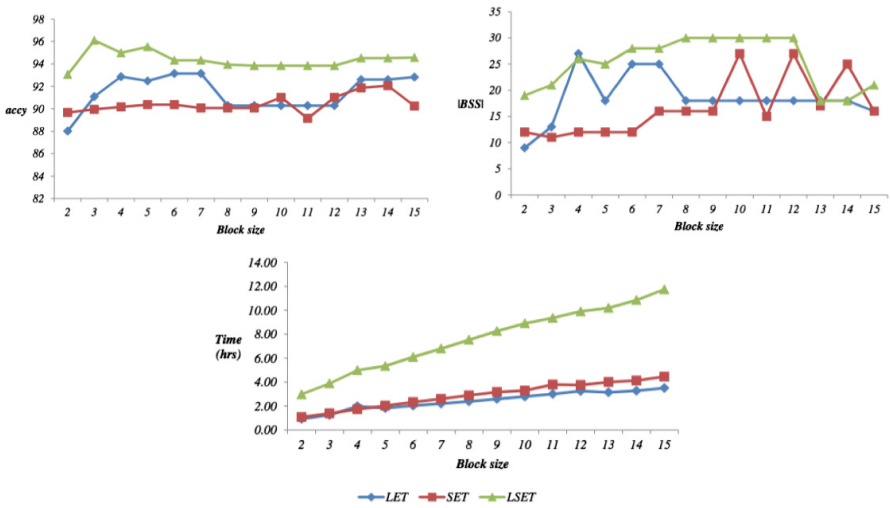 98
96
94
92
90
88
86
84
82
accy
2 3 4 5 6 7 8 9 10 11 12 13 14 15
Block size
35
30
25
20
15
10
5
0
|BSS|
2 3 4 5 6 7 8 9 10 11 12 13 14 15
Block size
14.00
12.00
10.00
8.00
6.00
4.00
2.00
0.00
Time
(hrs)
2 3 4 5 6 7 8 9 10 11 12 13 14 15
Block size
LET SET LSET